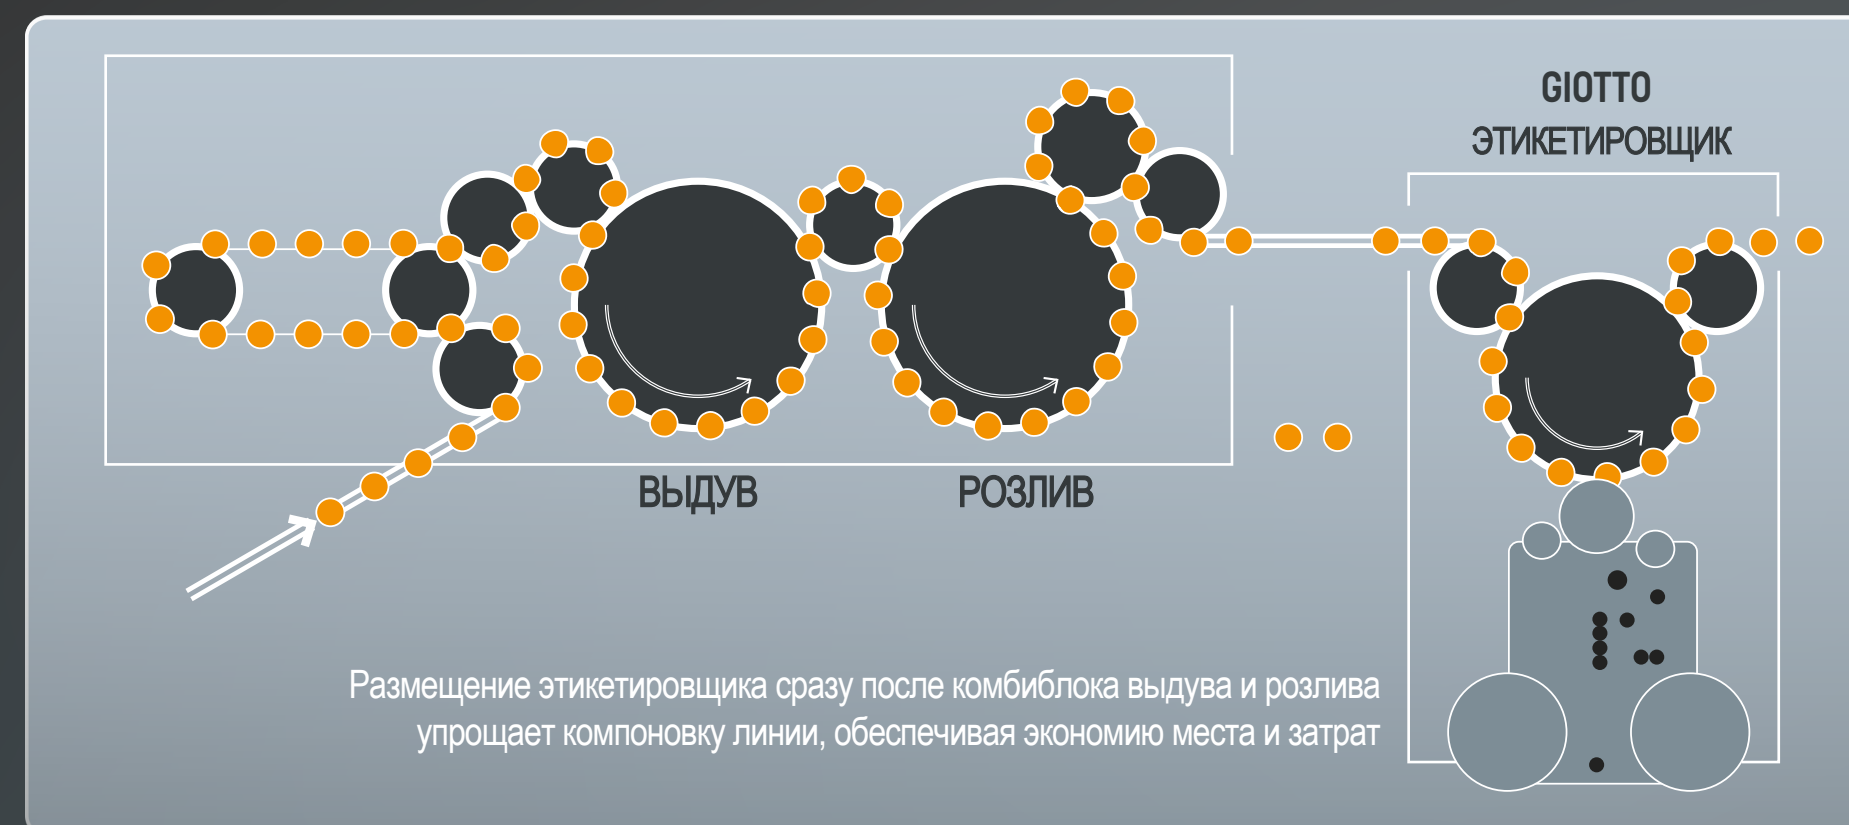 GIOTTO
ЭТИКЕТИРОВЩИК
ВЫДУВ
РОЗЛИВ
Размещение этикетировщика сразу после комбиблока выдува и розлива
упрощает компоновку линии, обеспечивая экономию места и затрат